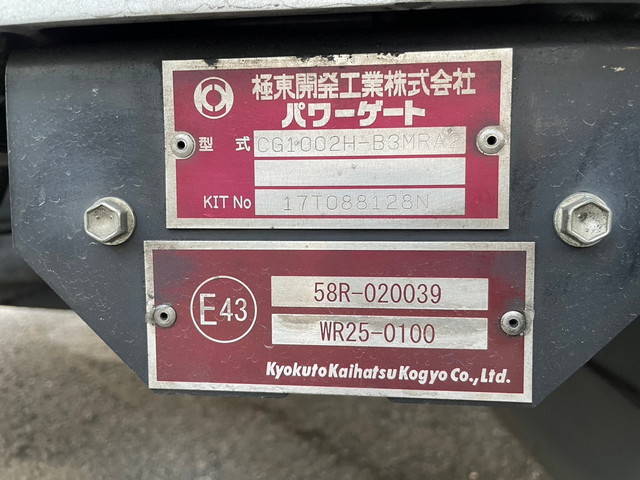 極東開発工業株式会社
パワーゲート
型式 CG1002H-B3MRA
KIT No 17T088128N
E43
58R-020039
WR25-0100
Kyokuto Kaihatsu Kogyo Co., Ltd.